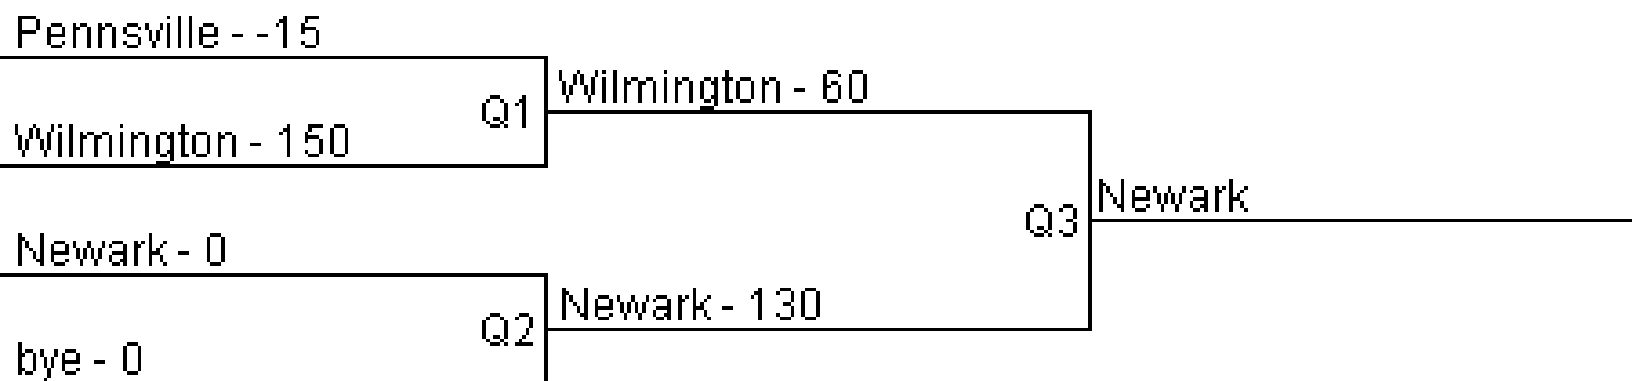 Pennsville - -15
Wilmington - 60
Q1
Wilmington - 150
Newark
Q3
Newark - 0
Newark - 130
Q2
bye - 0